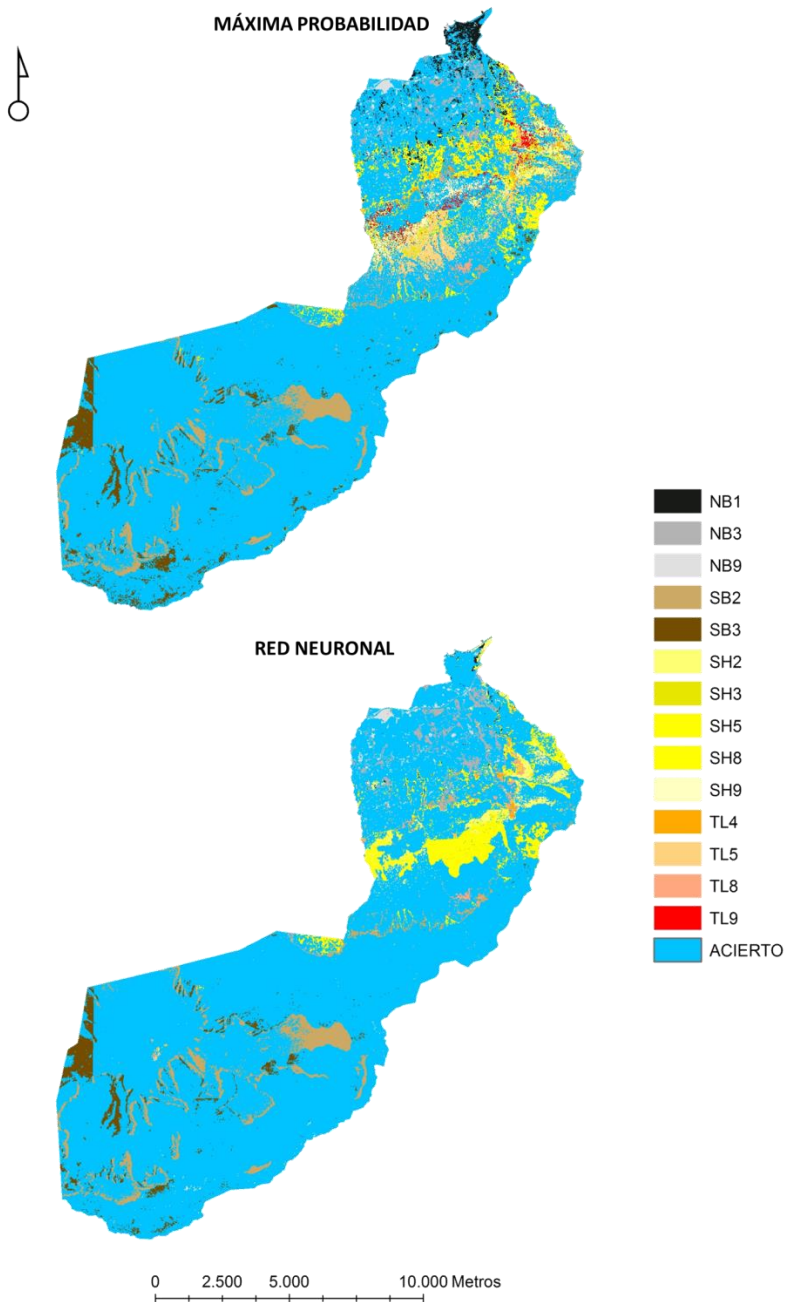 MÁXIMA PROBABILIDAD
NB1
NB3
NB9
SB2
SB3
SH2
SH3
SH5
SH8
SH9
TL4
TL5
TL8
TL9
ACIERTO
RED NEURONAL
0 2.500 5.000 10.000 Metros